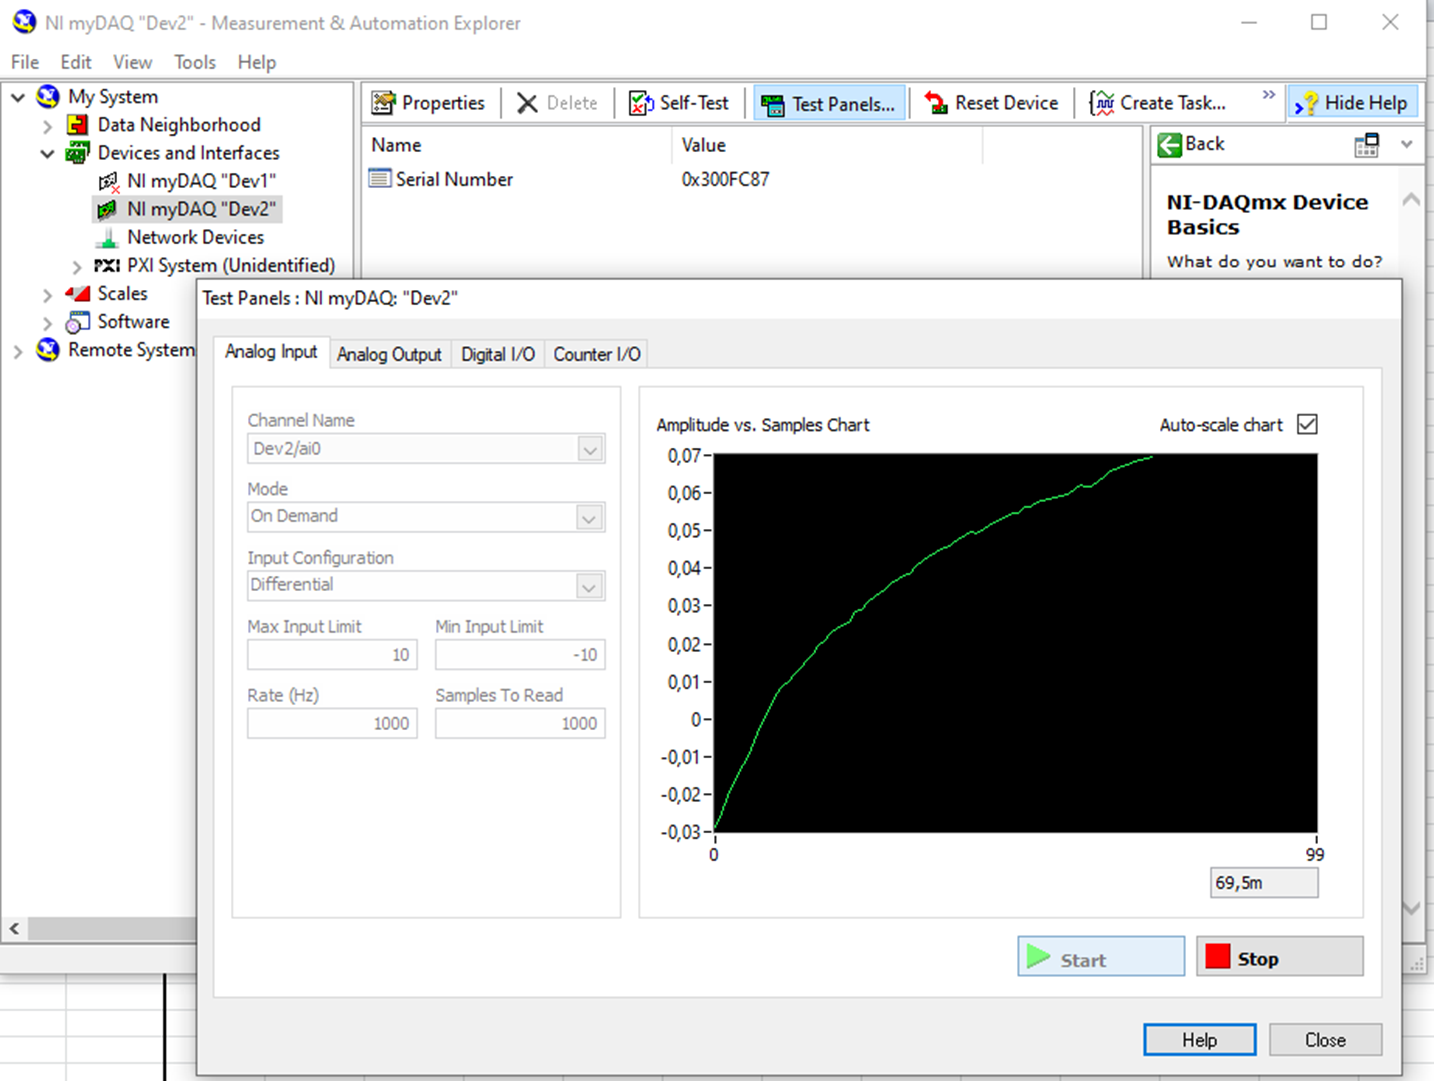 NI myDAQ "Dev2" - Measurement & Automation Explorer
File Edit View Tools Help
My System
Data Neighborhood
Devices and Interfaces
NI myDAQ "Dev1"
NI myDAQ "Dev2"
Network Devices
PXI PXI System (Unidentified)
Scales
Software
Remote System
Properties Delete Self-Test Test Panels... Reset Device Create Task... » Hide Help
Name Value
Serial Number 0x300FC87
Back
NI-DAQmx Device
Basics
What do you want to do?
Test Panels : NI myDAQ: "Dev2"
Analog Input Analog Output Digital I/O Counter I/O
Channel Name
Dev2/ai0
Mode
On Demand
Input Configuration
Differential
Max Input Limit Min Input Limit
10 -10
Rate (Hz) Samples To Read
1000 1000
Amplitude vs. Samples Chart Auto-scale chart
0,07
0,06
0,05
0,04
0,03
0,02
0,01
0
-0,01
-0,02
-0,03
0 99
69,5m
Start Stop
Help Close